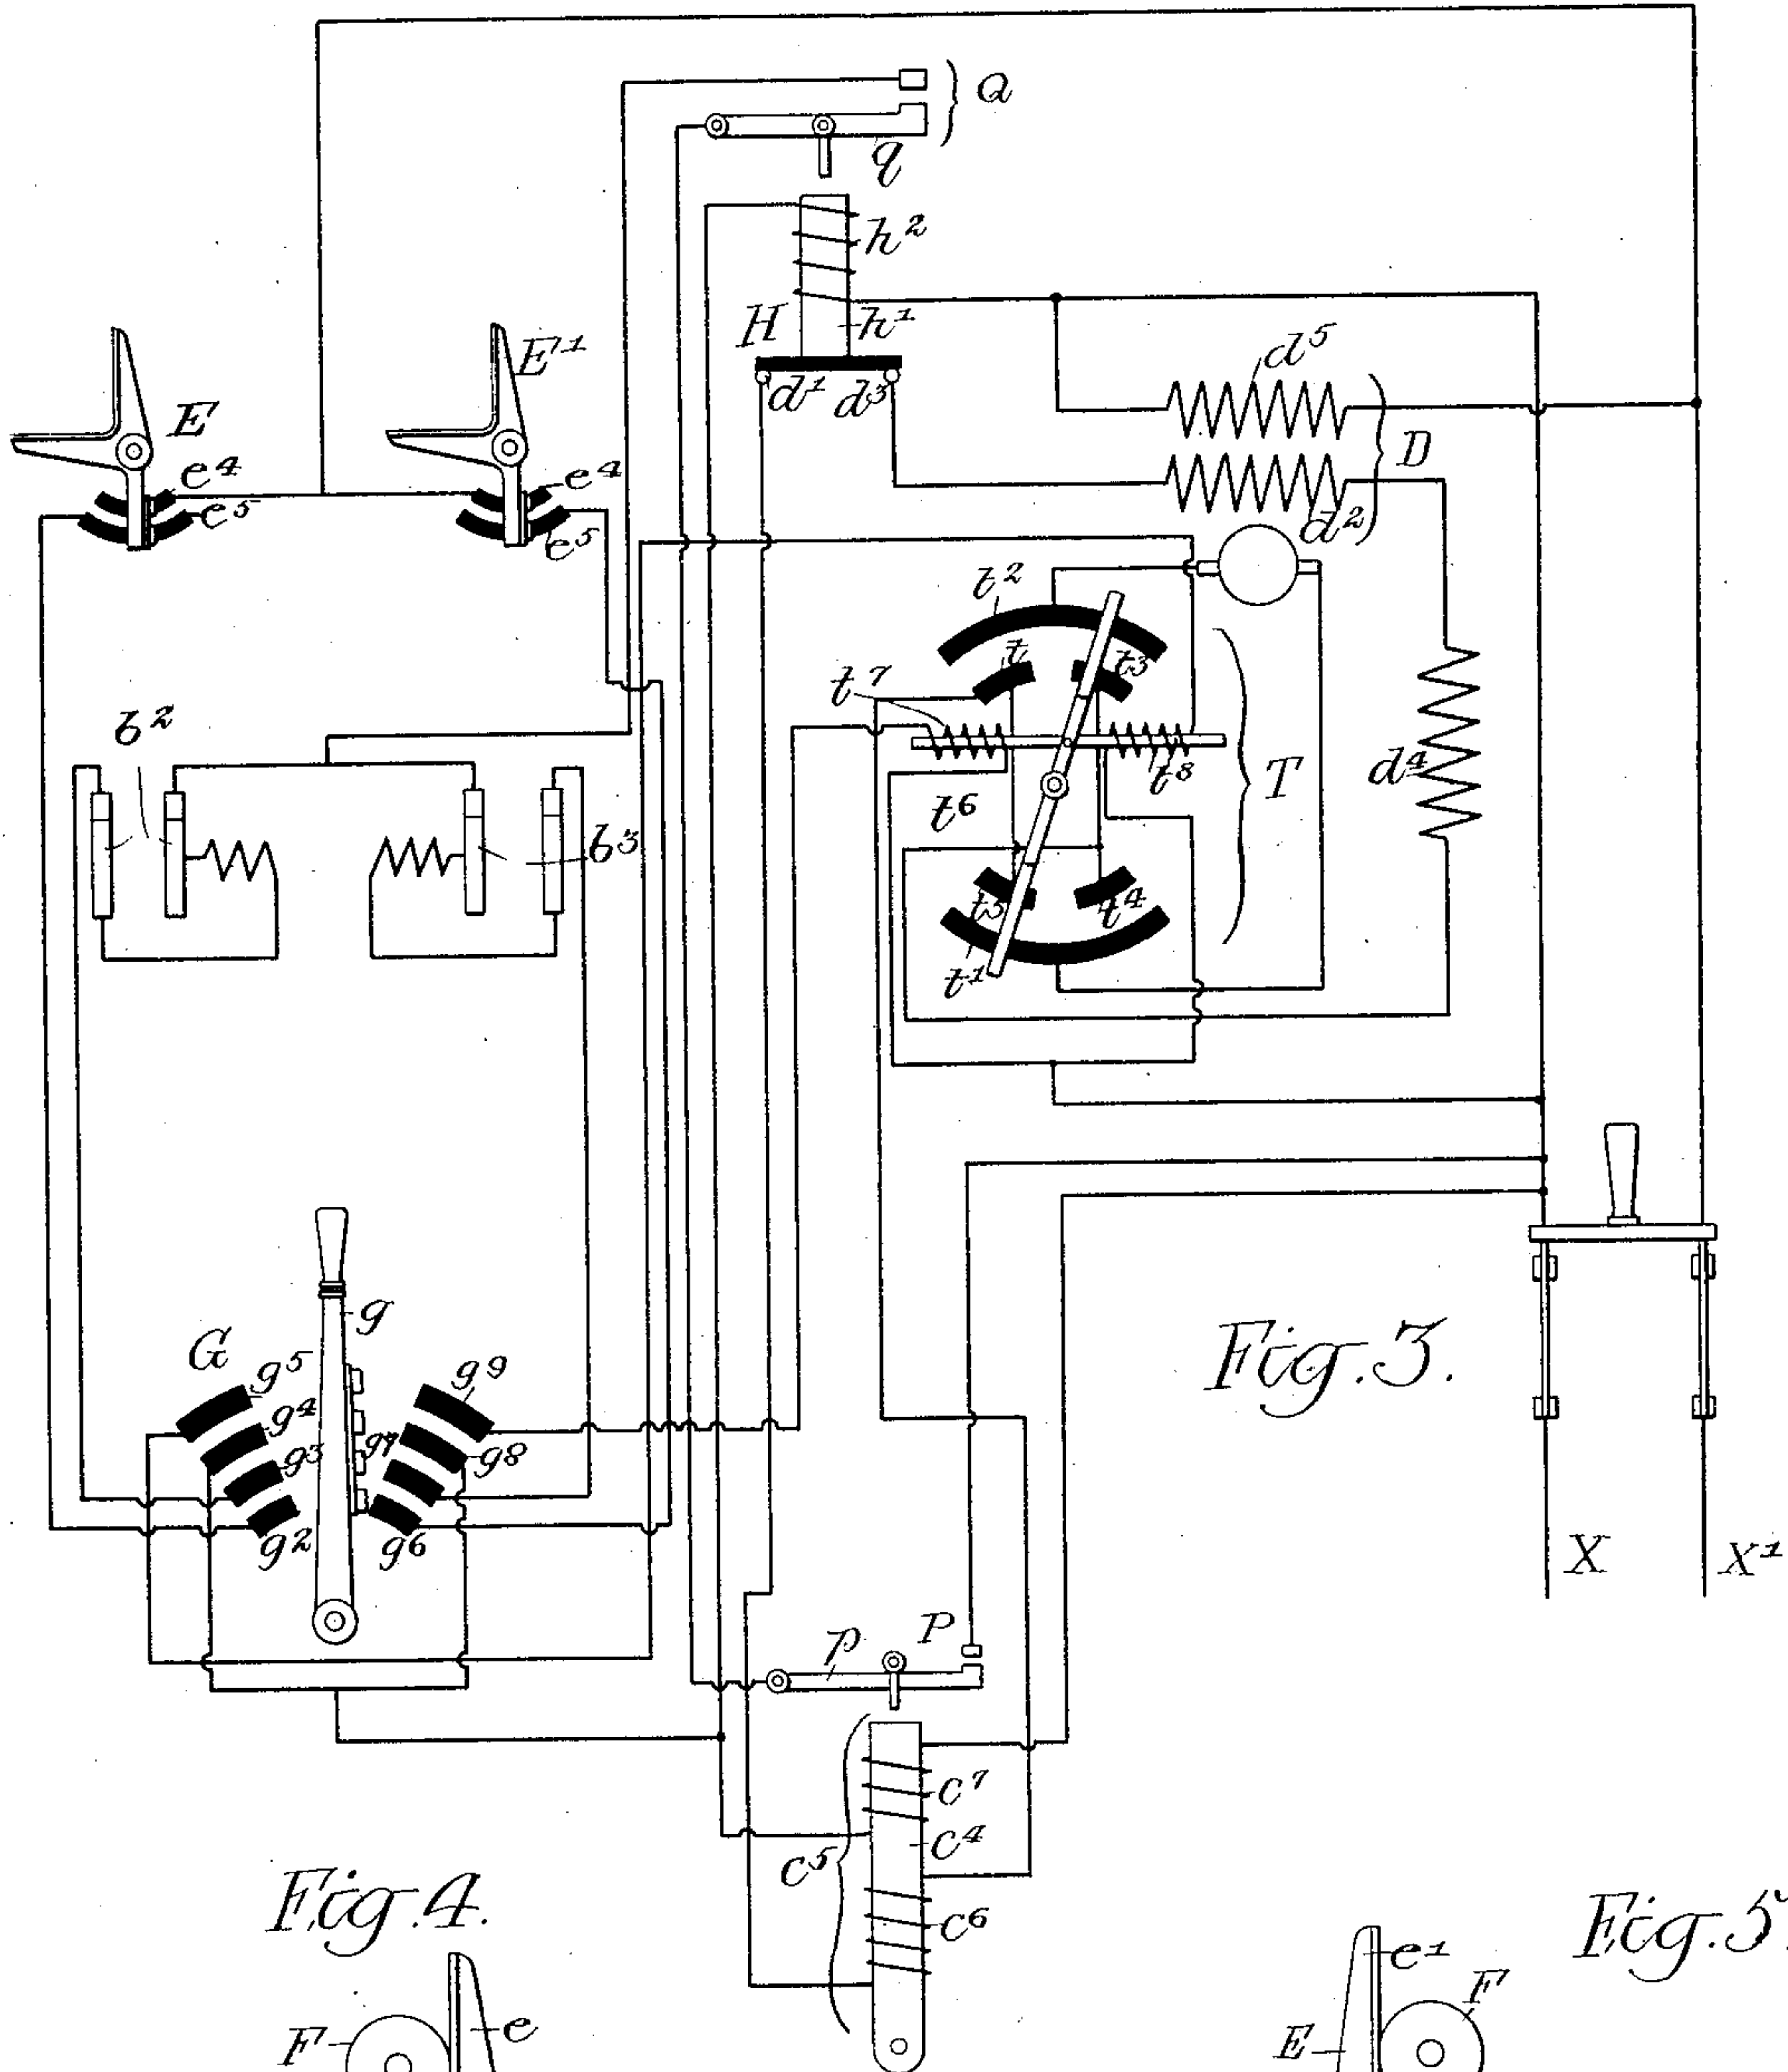 Q
q
h²
H
h¹
d¹
d³
d⁵
D
d²
E
E¹
e⁴
e⁵
e⁴
e⁵
t²
t
t³
t⁷
t⁸
T
t⁶
d⁴
b²
b³
t⁵
t⁴
t¹
G
g
g⁵
g⁴
g³
g²
g⁹
g⁷
g⁸
g⁶
Fig. 3.
X
X¹
P
p
c⁷
c⁴
c⁵
c⁶
Fig. 4.
F
e
Fig. 5.
e¹
F
E